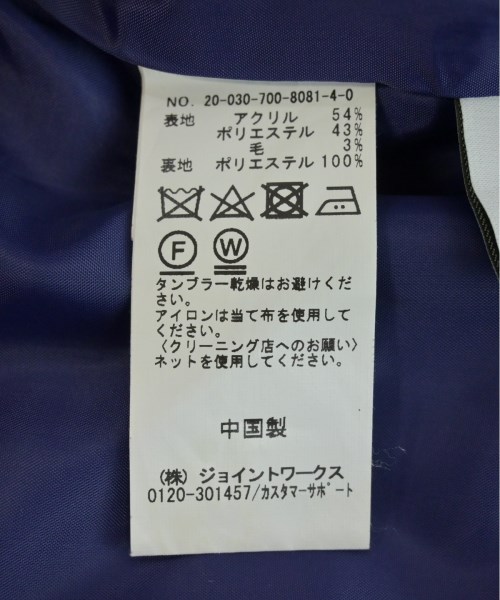 NO. 20-030-700-8081-4-0
表地 アクリル 54%
ポリエステル 43%
毛 3%
裏地 ポリエステル 100%
F W
タンブラー乾燥はお避けくだ
さい。
アイロンは当て布を使用して
ください。
〈クリーニング店へのお願い〉
ネットを使用してください。
中国製
(株) ジョイントワークス
0120-301457/カスタマーサポート